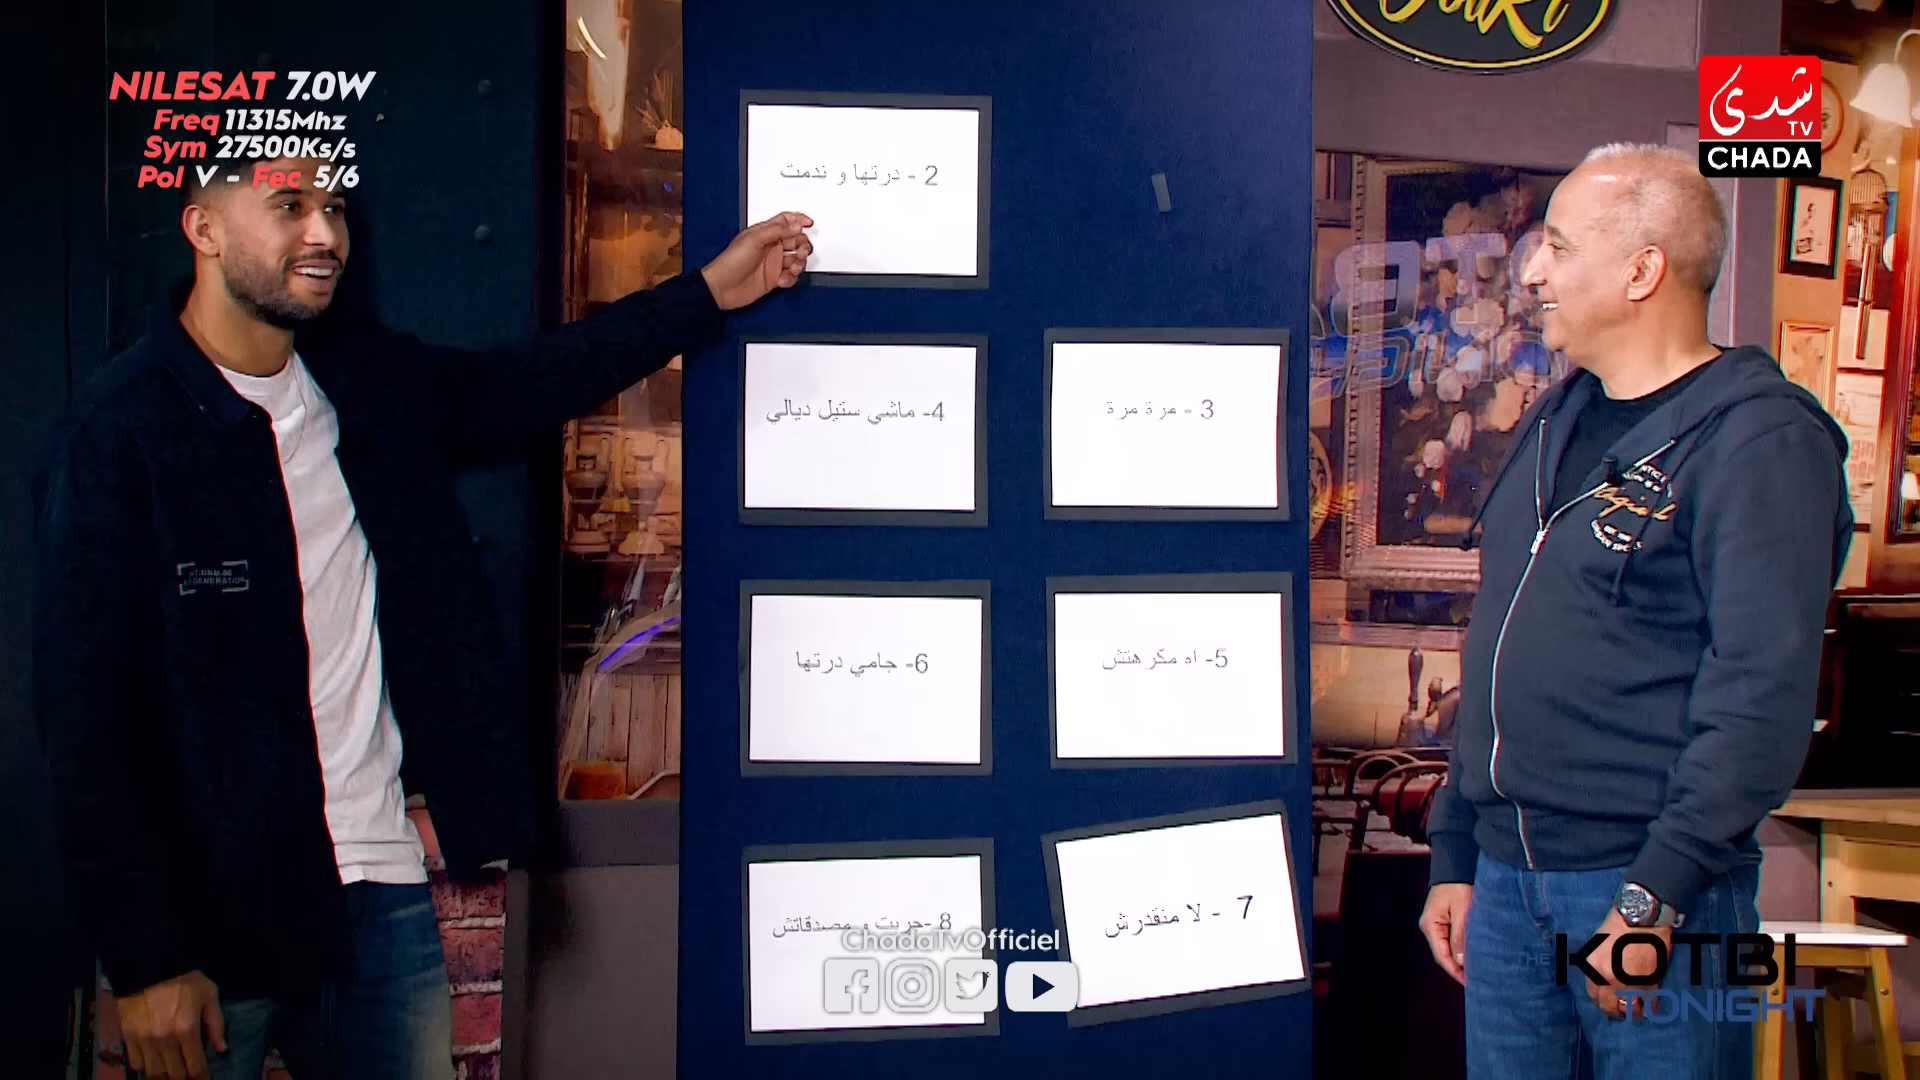 NILESAT 7.0W
Freq 11315Mhz
Sym 27500Ks/s
Pol V - Fec 5/6
شدى
TV
CHADA
2 - درتها و ندمت
3 - مرة مرة
4- ماشي ستيل ديالي
5- اه مكرهتش
6- جامي درتها
7 - لا منقدرش
8 -جربت و مصدقاتش
ChadaTvOfficiel
THE KOTBI
TONIGHT